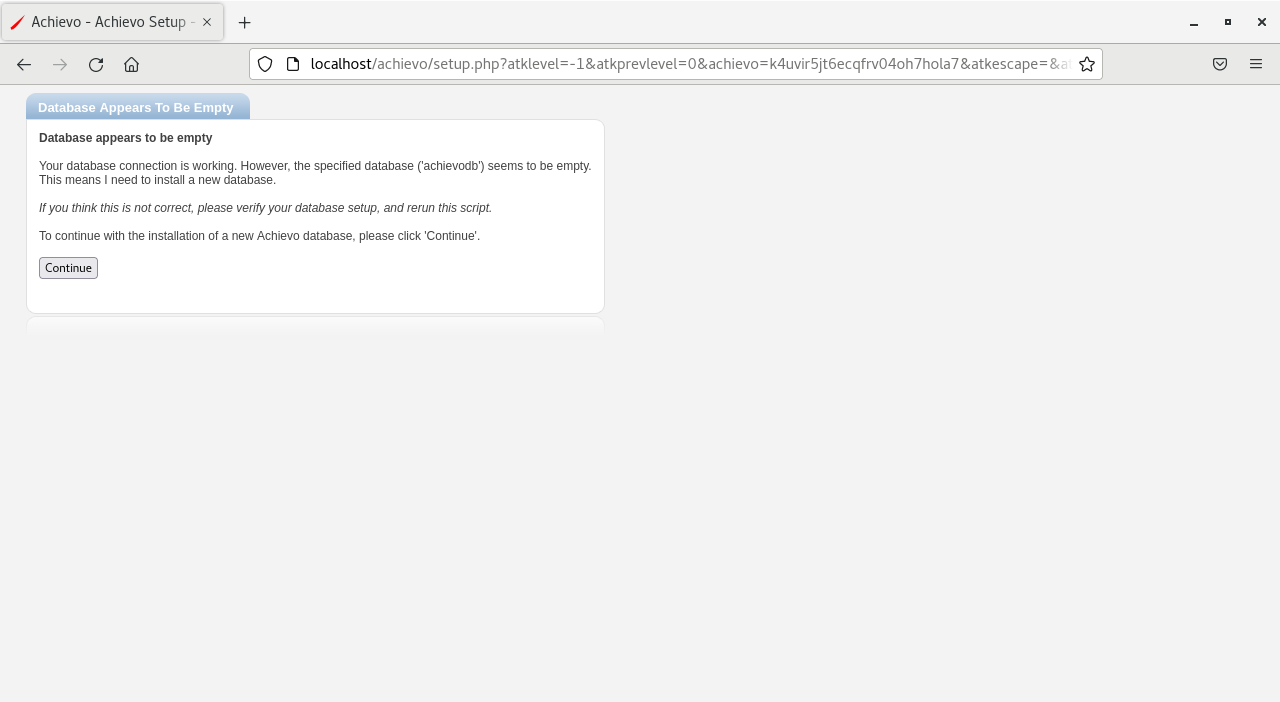 Achievo - Achievo Setup -
localhost/achievo/setup.php?atklevel=-1&atkprevlevel=0&achievo=k4uvir5jt6ecqfrv04oh7hola7&atkescape=&at
Database Appears To Be Empty
Database appears to be empty
Your database connection is working. However, the specified database ('achievodb') seems to be empty.
This means I need to install a new database.
If you think this is not correct, please verify your database setup, and rerun this script.
To continue with the installation of a new Achievo database, please click 'Continue'.
Continue